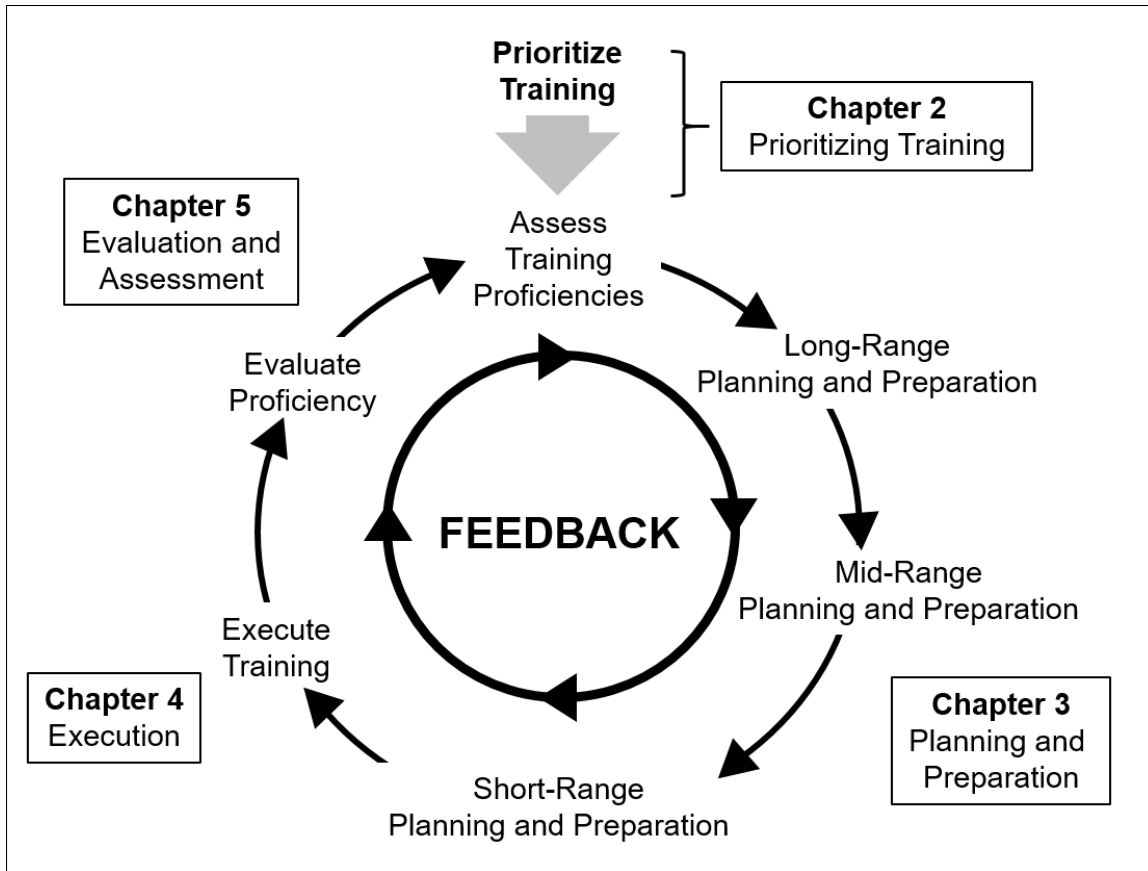 Prioritize
Training
Chapter 2
Prioritizing Training
Assess
Training
Proficiencies
Long-Range
Planning and Preparation
Mid-Range
Planning and Preparation
Chapter 3
Planning and
Preparation
Short-Range
Planning and Preparation
Execute
Training
Chapter 4
Execution
Evaluate
Proficiency
Chapter 5
Evaluation and
Assessment
FEEDBACK